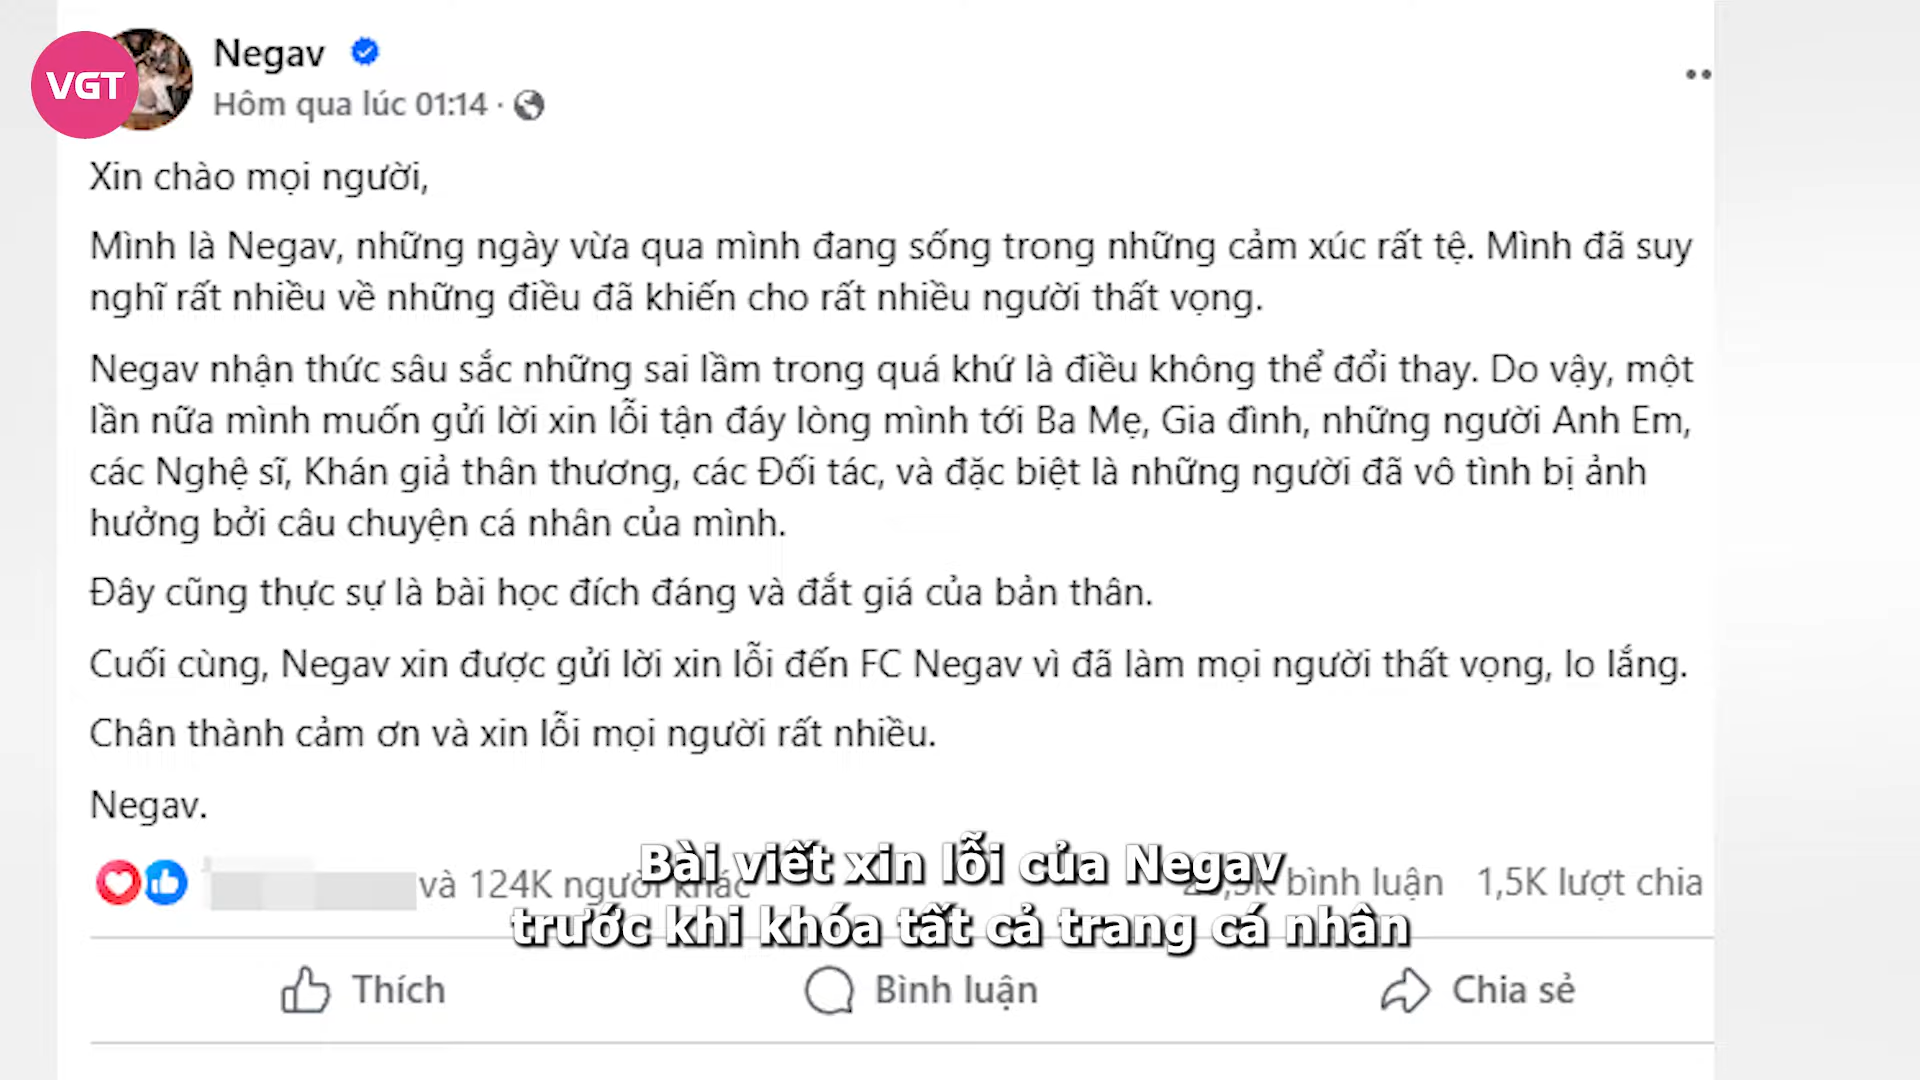 VGT
Negav
Hôm qua lúc 01:14 ·
Xin chào mọi người,
Mình là Negav, những ngày vừa qua mình đang sống trong những cảm xúc rất tệ. Mình đã suy
nghĩ rất nhiều về những điều đã khiến cho rất nhiều người thất vọng.
Negav nhận thức sâu sắc những sai lầm trong quá khứ là điều không thể đổi thay. Do vậy, một
lần nữa mình muốn gửi lời xin lỗi tận đáy lòng mình tới Ba Mẹ, Gia đình, những người Anh Em,
các Nghệ sĩ, Khán giả thân thương, các Đối tác, và đặc biệt là những người đã vô tình bị ảnh
hưởng bởi câu chuyện cá nhân của mình.
Đây cũng thực sự là bài học đích đáng và đắt giá của bản thân.
Cuối cùng, Negav xin được gửi lời xin lỗi đến FC Negav vì đã làm mọi người thất vọng, lo lắng.
Chân thành cảm ơn và xin lỗi mọi người rất nhiều.
Negav.
và 124K người khác
bình luận 1,5K lượt chia
Bài viết xin lỗi của Negav
trước khi khóa tất cả trang cá nhân
Thích Bình luận Chia sẻ